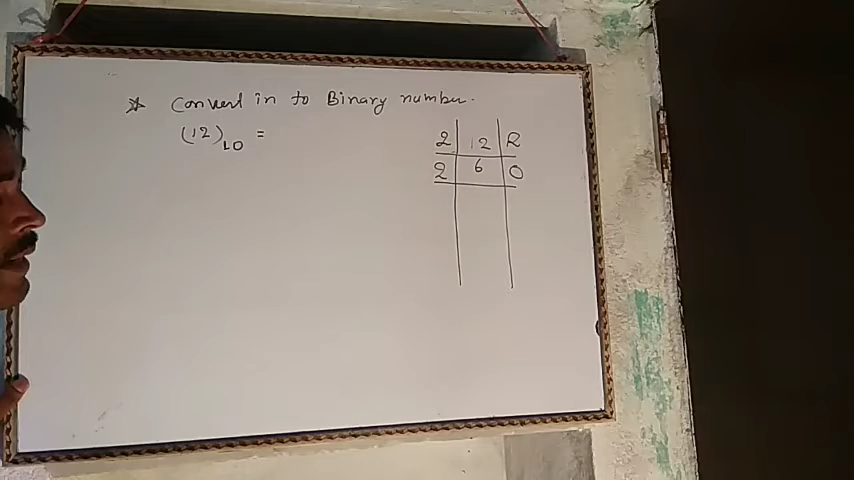 ☆ Convert in to Binary number.
(12)₁₀ =
2 | 12 | R
2 | 6 | 0